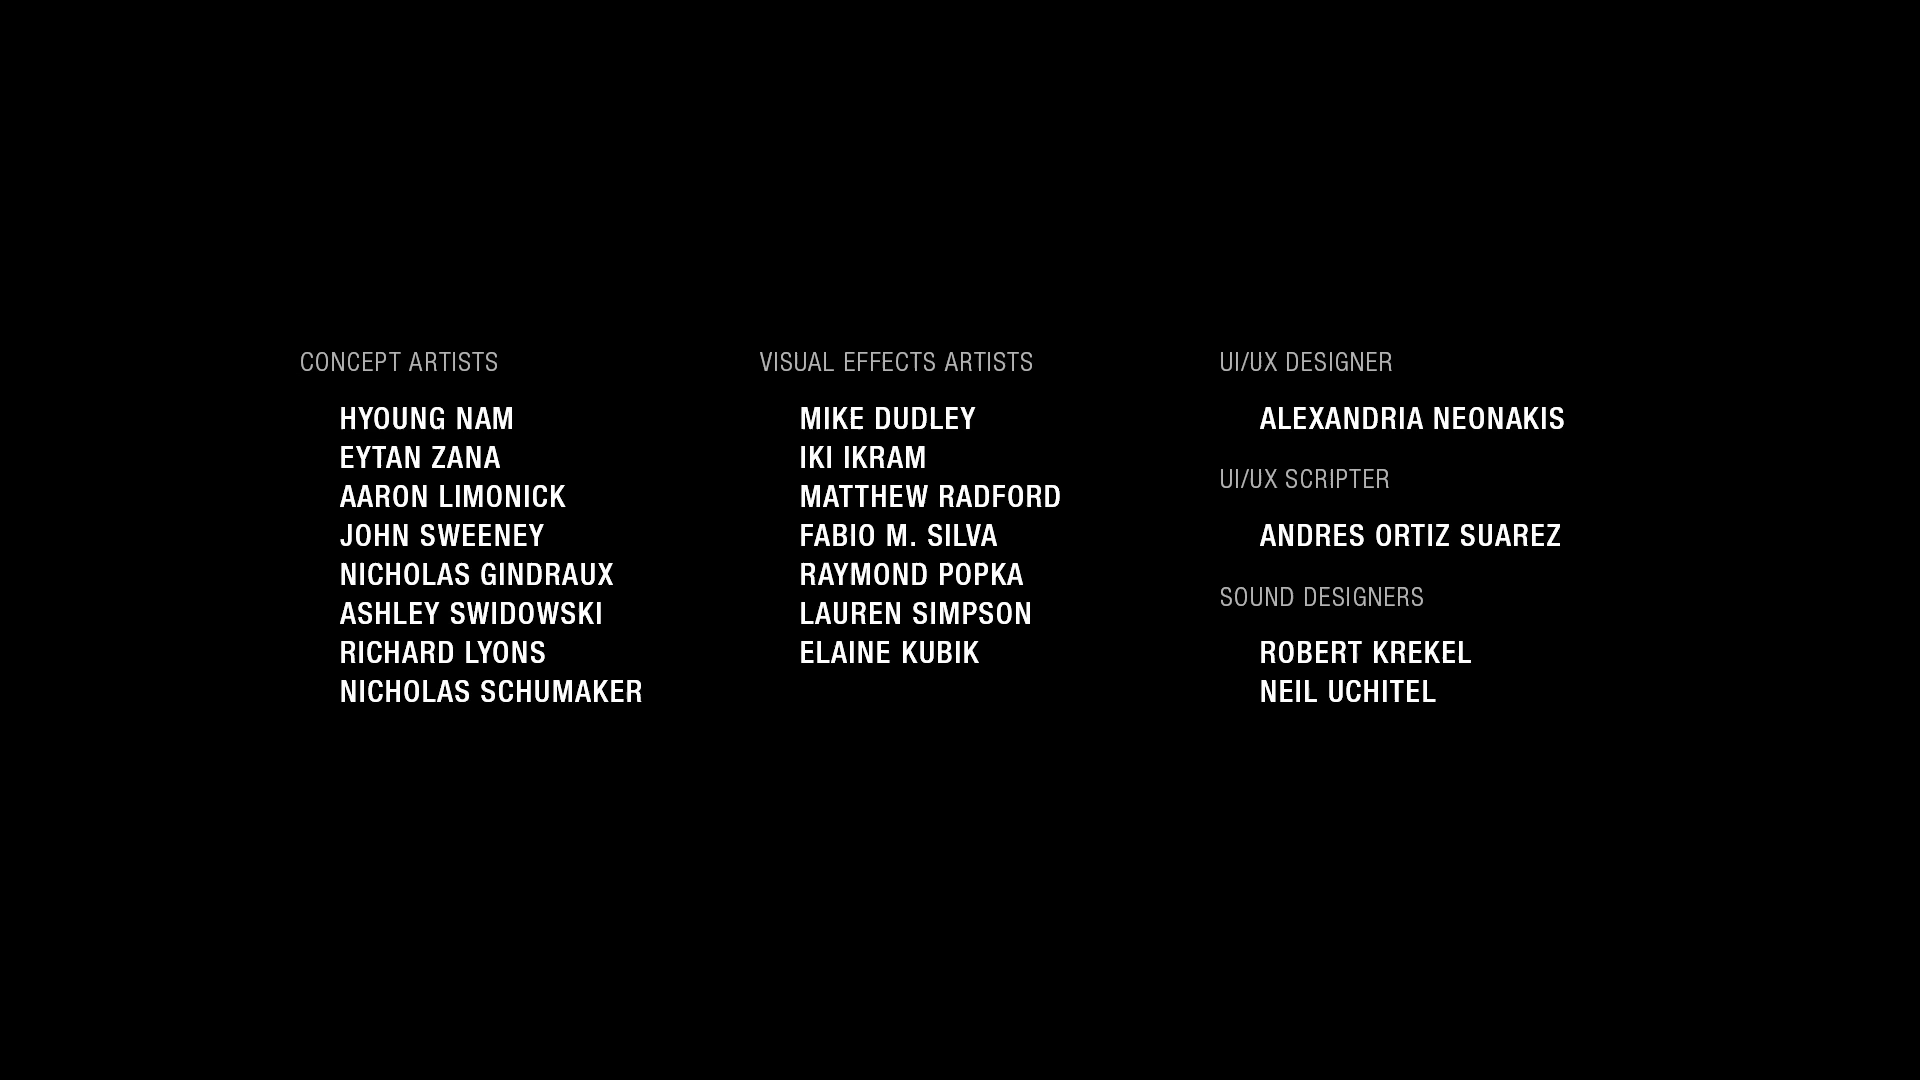 CONCEPT ARTISTS
HYOUNG NAM
EYTAN ZANA
AARON LIMONICK
JOHN SWEENEY
NICHOLAS GINDRAUX
ASHLEY SWIDOWSKI
RICHARD LYONS
NICHOLAS SCHUMAKER
VISUAL EFFECTS ARTISTS
MIKE DUDLEY
IKI IKRAM
MATTHEW RADFORD
FABIO M. SILVA
RAYMOND POPKA
LAUREN SIMPSON
ELAINE KUBIK
UI/UX DESIGNER
ALEXANDRIA NEONAKIS
UI/UX SCRIPTER
ANDRES ORTIZ SUAREZ
SOUND DESIGNERS
ROBERT KREKEL
NEIL UCHITEL